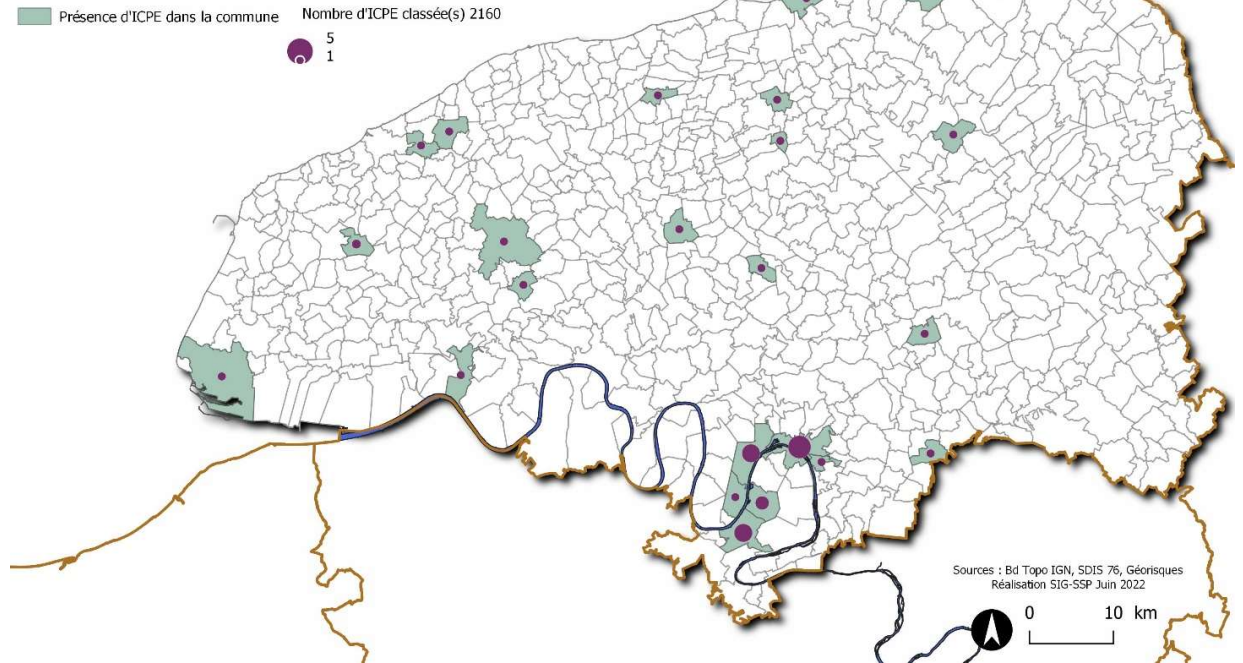 Présence d'ICPE dans la commune
Nombre d'ICPE classée(s) 2160
5
1
Sources : Bd Topo IGN, SDIS 76, Géorisques
Réalisation SIG-SSP Juin 2022
0 10 km